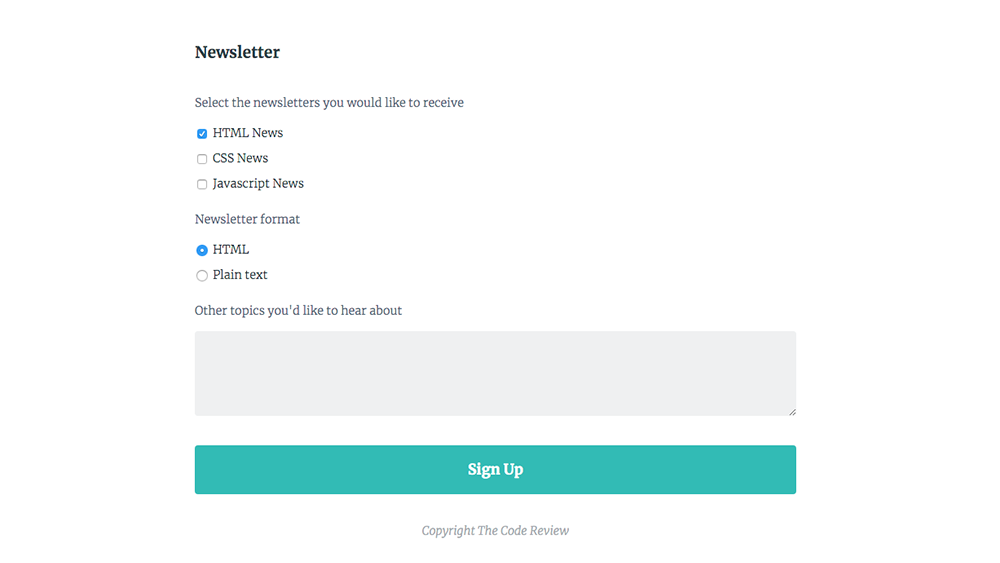 Newsletter
Select the newsletters you would like to receive
HTML News
CSS News
Javascript News
Newsletter format
HTML
Plain text
Other topics you'd like to hear about
Sign Up
Copyright The Code Review